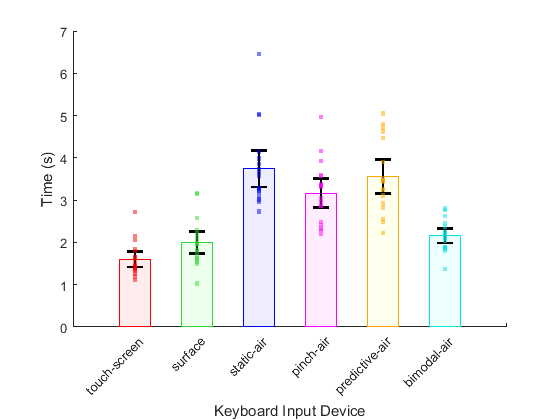 7
6
5
4
3
2
1
0
Time (s)
touch-screen
surface
static-air
pinch-air
predictive-air
bimodal-air
Keyboard Input Device